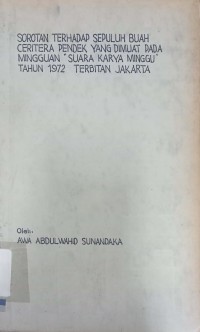 SOROTAN TERHADAP SEPULUH BUAH
CERITERA PENDEK YANG DIMUAT PADA
MINGGUAN "SUARA KARYA MINGGU"
TAHUN 1972 TERBITAN JAKARTA
Oleh:
AWA ABDULWAHID SUNANDAKA